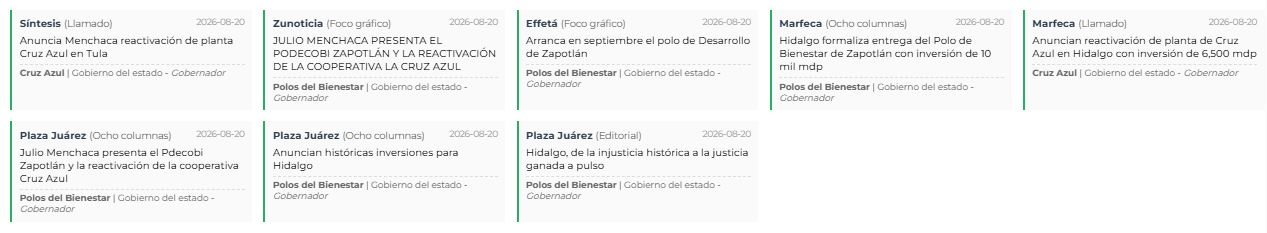 Síntesis (Llamado) 2026-08-20
Anuncia Menchaca reactivación de planta
Cruz Azul en Tula
Cruz Azul | Gobierno del estado - Gobernador
Zunoticia (Foco gráfico) 2026-08-20
JULIO MENCHACA PRESENTA EL
PODECOBI ZAPOTLÁN Y LA REACTIVACIÓN
DE LA COOPERATIVA LA CRUZ AZUL
Polos del Bienestar | Gobierno del estado -
Gobernador
Effetá (Foco gráfico) 2026-08-20
Arranca en septiembre el polo de Desarrollo
de Zapotlán
Polos del Bienestar | Gobierno del estado -
Gobernador
Marfeca (Ocho columnas) 2026-08-20
Hidalgo formaliza entrega del Polo de
Bienestar de Zapotlán con inversión de 10
mil mdp
Polos del Bienestar | Gobierno del estado -
Gobernador
Marfeca (Llamado) 2026-08-20
Anuncian reactivación de planta de Cruz
Azul en Hidalgo con inversión de 6,500 mdp
Cruz Azul | Gobierno del estado - Gobernador
Plaza Juárez (Ocho columnas) 2026-08-20
Julio Menchaca presenta el Pdecobi
Zapotlán y la reactivación de la cooperativa
Cruz Azul
Polos del Bienestar | Gobierno del estado -
Gobernador
Plaza Juárez (Ocho columnas) 2026-08-20
Anuncian históricas inversiones para
Hidalgo
Polos del Bienestar | Gobierno del estado -
Gobernador
Plaza Juárez (Editorial) 2026-08-20
Hidalgo, de la injusticia histórica a la justicia
ganada a pulso
Polos del Bienestar | Gobierno del estado -
Gobernador